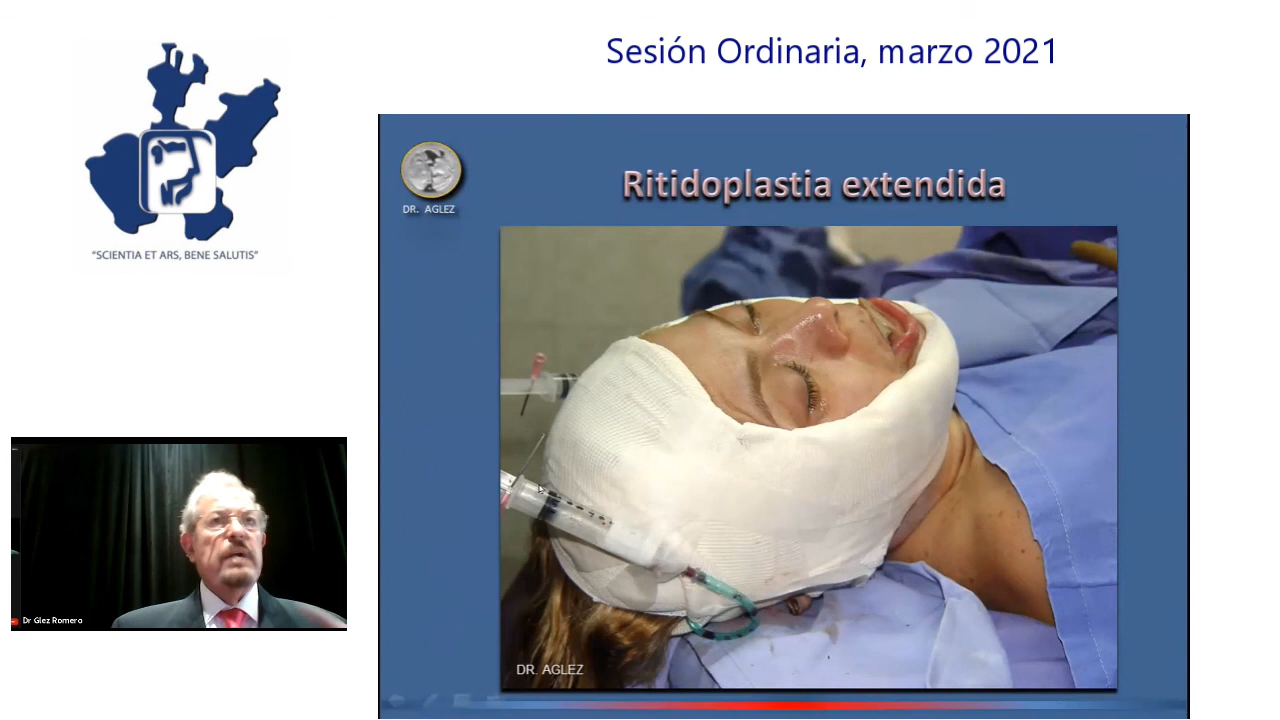 Sesión Ordinaria, marzo 2021
"SCIENTIA ET ARS, BENE SALUTIS"
DR. AGLEZ
Ritidoplastia extendida
DR. AGLEZ
Dr Glez Romero